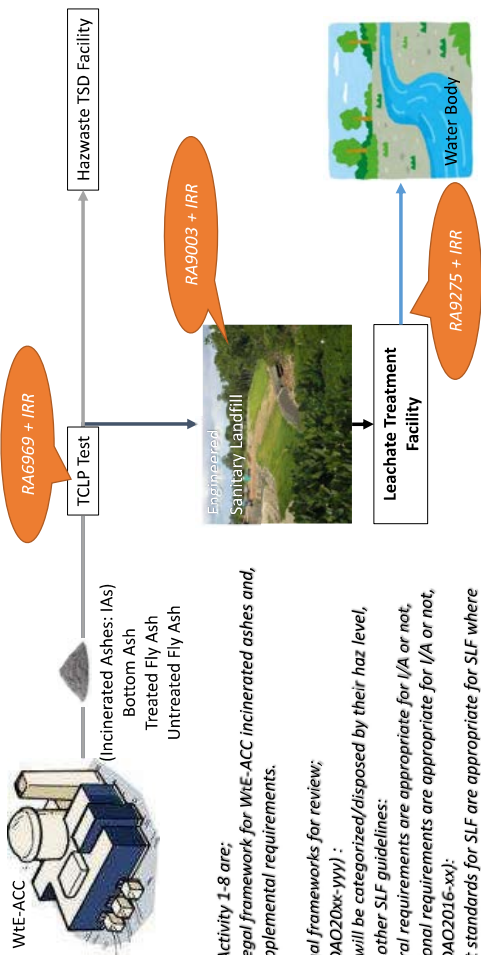 WtE-ACC
(Incinerated Ashes: IAs)
Bottom Ash
Treated Fly Ash
Untreated Fly Ash
RA6969 + IRR
TCLP Test
Hazwaste TSD Facility
RA9003 + IRR
Engineered
Sanitary Landfill
Leachate Treatment
Facility
RA9275 + IRR
Water Body
Activity 1-8 are;
egal framework for WtE-ACC incinerated ashes and,
pplemental requirements.
al frameworks for review;
DAO20xx-yyy) :
will be categorized/disposed by their haz level,
other SLF guidelines:
ral requirements are appropriate for I/A or not,
onal requirements are appropriate for I/A or not,
DAO2016-xx):
t standards for SLF are appropriate for SLF where